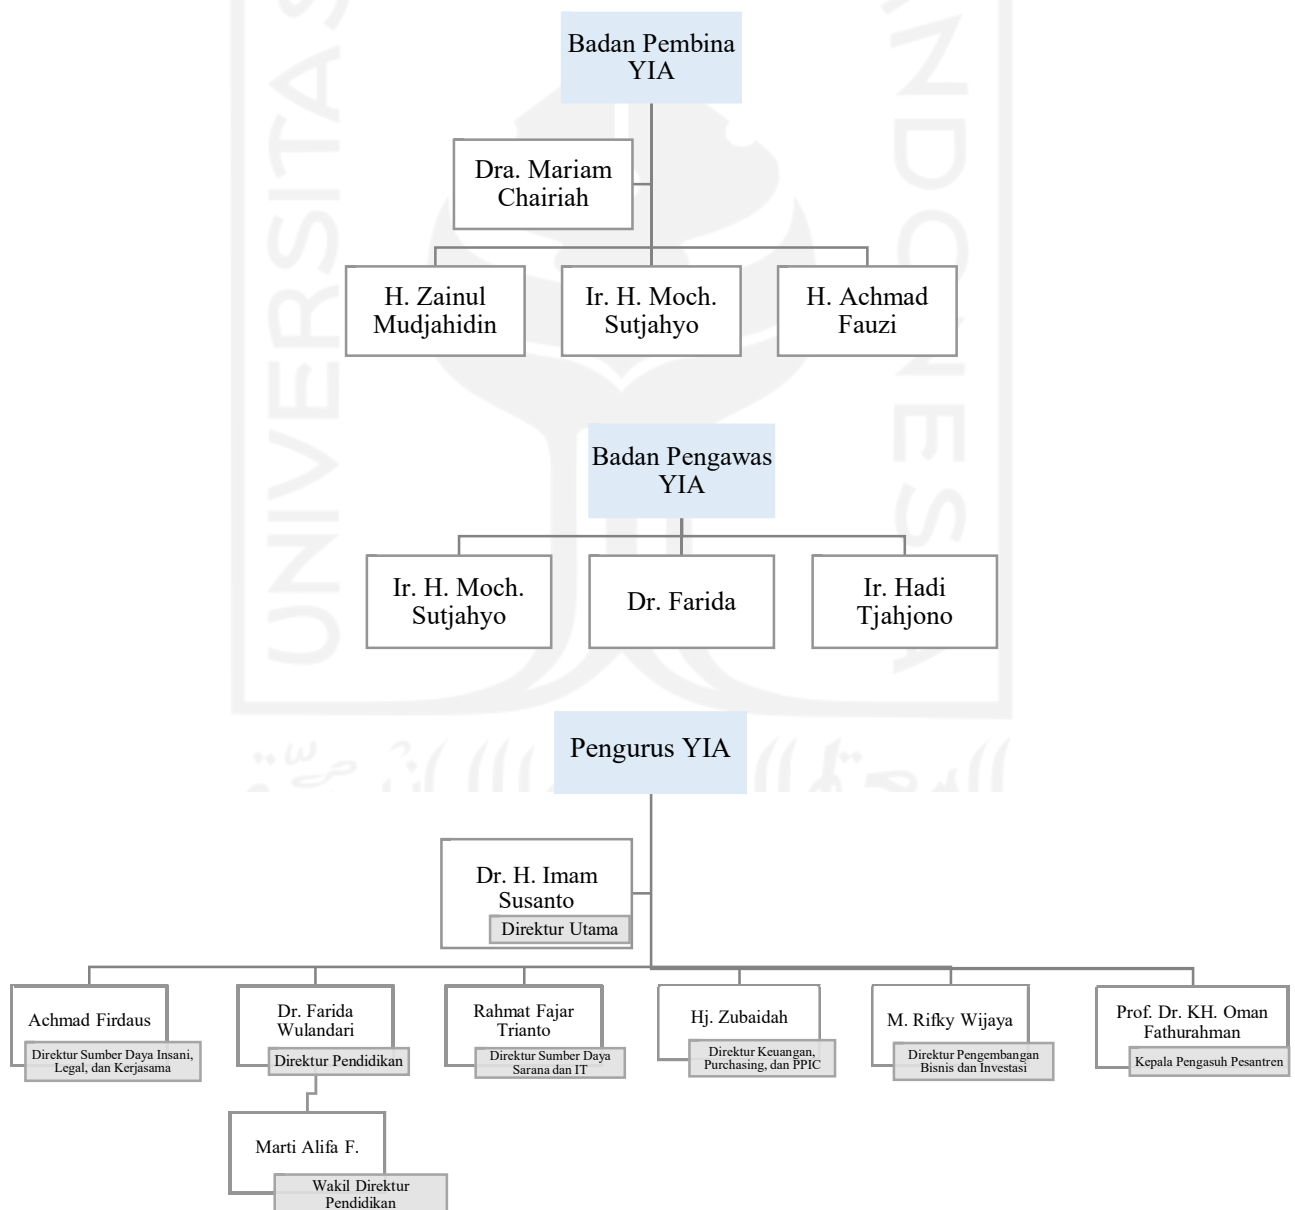 Badan Pembina
YIA
Dra. Mariam
Chairiah
H. Zainul
Mudjahidin
Ir. H. Moch.
Sutjahyo
H. Achmad
Fauzi
Badan Pengawas
YIA
Ir. H. Moch.
Sutjahyo
Dr. Farida
Ir. Hadi
Tjahjono
Pengurus YIA
Dr. H. Imam
Susanto
Direktur Utama
Achmad Firdaus
Direktur Sumber Daya Insani,
Legal, dan Kerjasama
Dr. Farida
Wulandari
Direktur Pendidikan
Rahmat Fajar
Trianto
Direktur Sumber Daya
Sarana dan IT
Hj. Zubaidah
Direktur Keuangan,
Purchasing, dan PPIC
M. Rifky Wijaya
Direktur Pengembangan
Bisnis dan Investasi
Prof. Dr. KH. Oman
Fathurahman
Kepala Pengasuh Pesantren
Marti Alifa F.
Wakil Direktur
Pendidikan
UNIVERSITAS